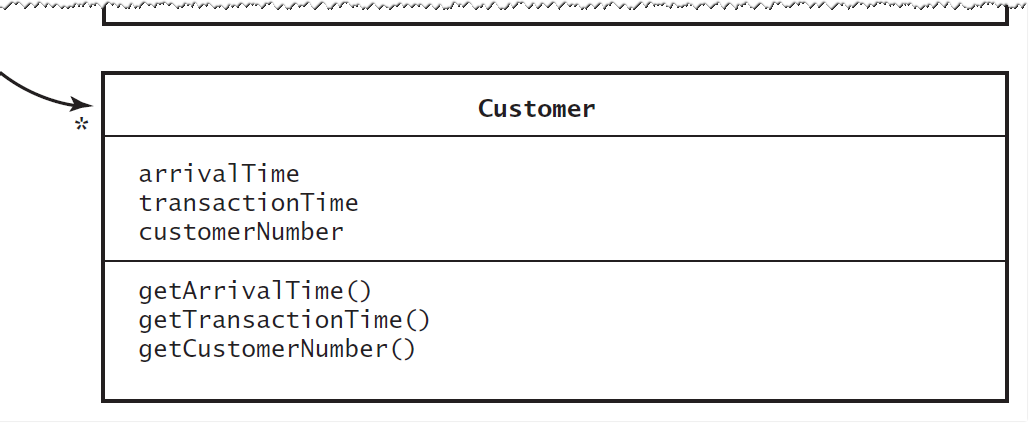 Customer
*
arrivalTime
transactionTime
customerNumber
getArrivalTime()
getTransactionTime()
getCustomerNumber()